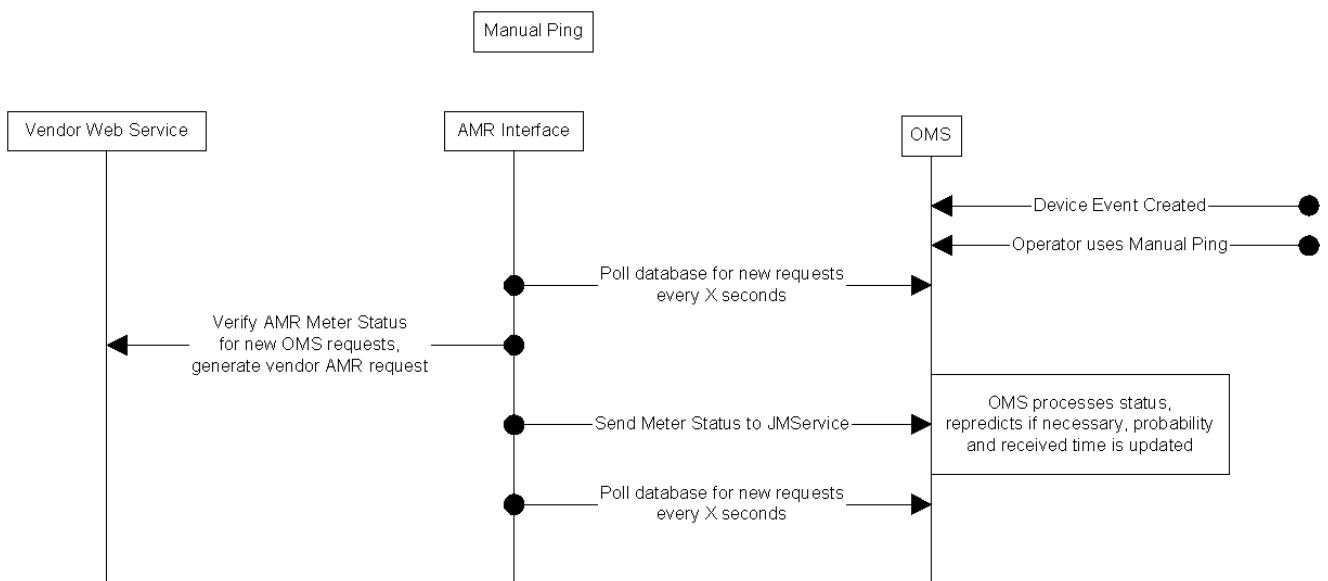 Manual Ping
Vendor Web Service
AMR Interface
OMS
Device Event Created
Operator uses Manual Ping
Poll database for new requests
every X seconds
Verify AMR Meter Status
for new OMS requests,
generate vendor AMR request
Send Meter Status to JMService
OMS processes status,
repredicts if necessary, probability
and received time is updated
Poll database for new requests
every X seconds